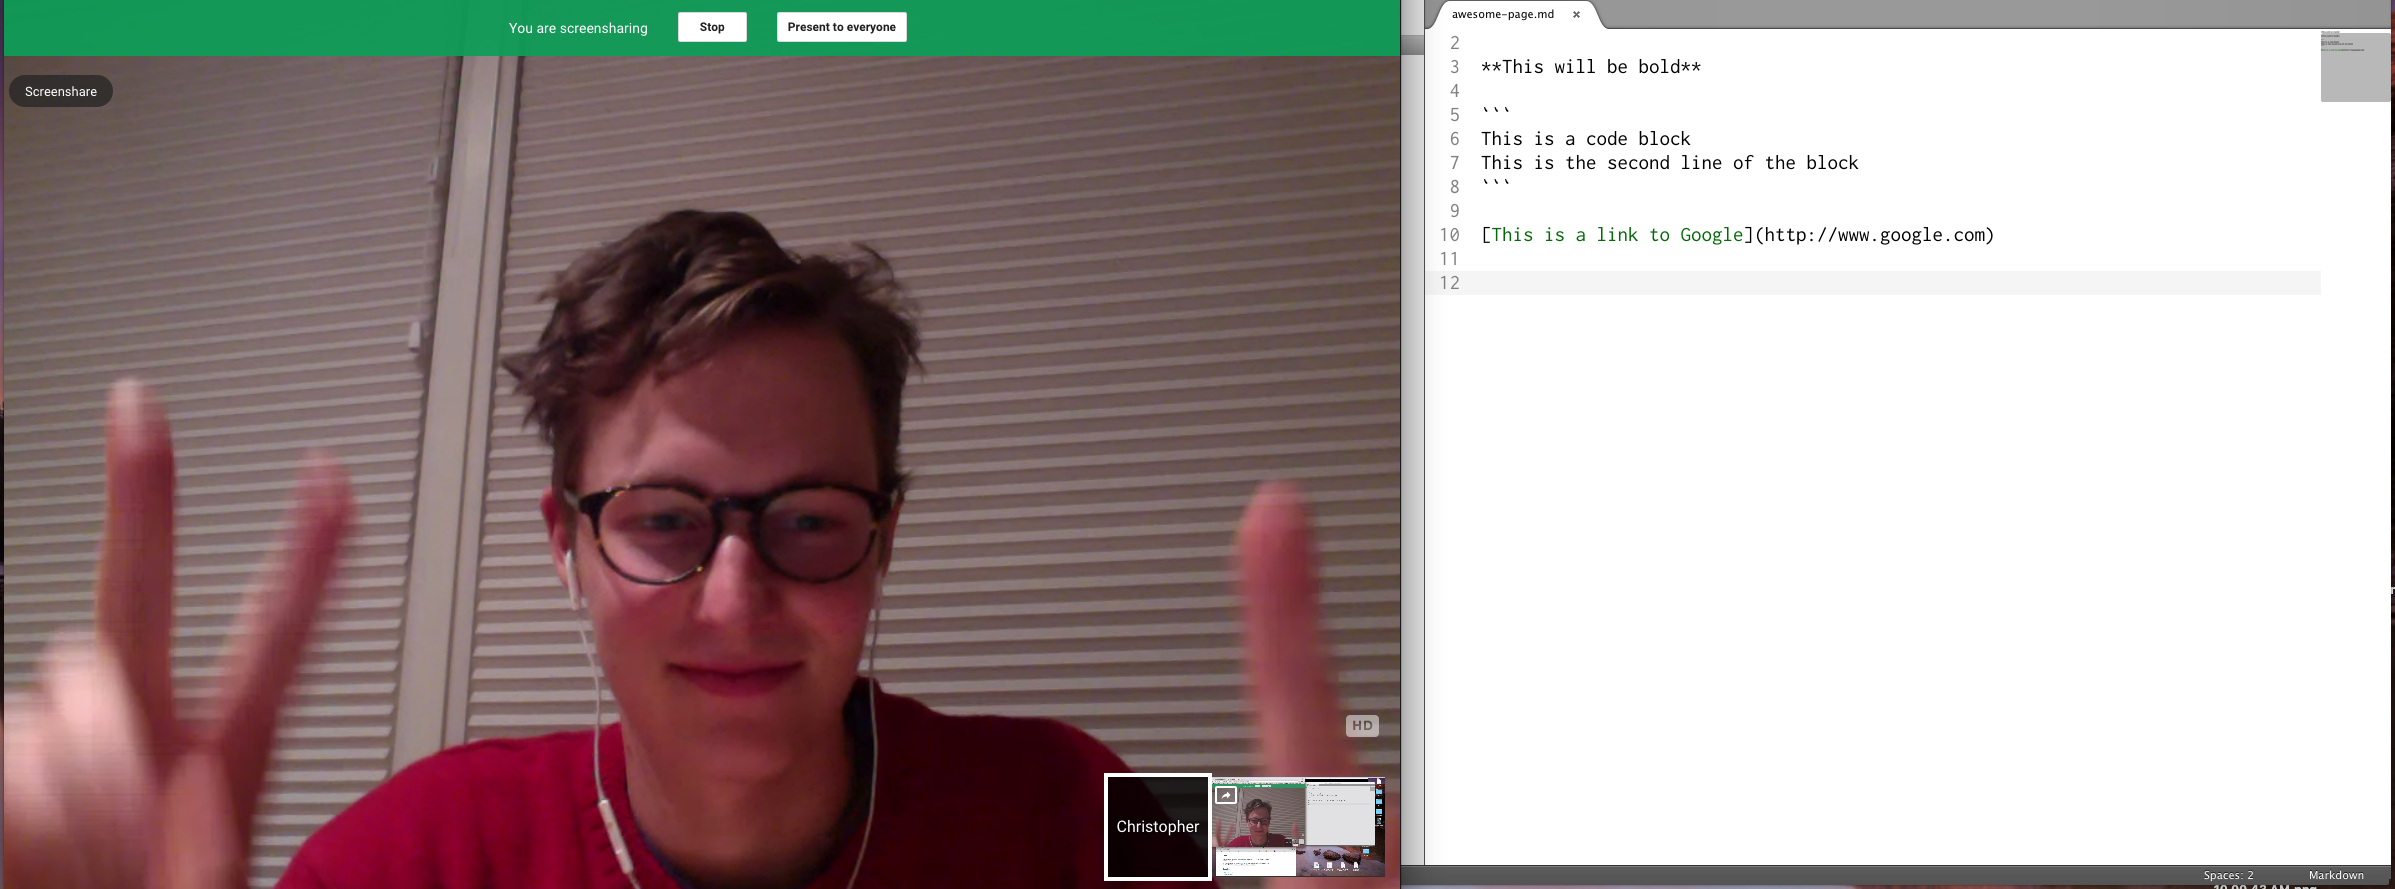 You are screensharing
Stop
Present to everyone
Screenshare
HD
Christopher
awesome-page.md ×
2
3 **This will be bold**
4
5 ```
6 This is a code block
7 This is the second line of the block
8 ```
9
10 [This is a link to Google](http://www.google.com)
11
12
Spaces: 2 Markdown